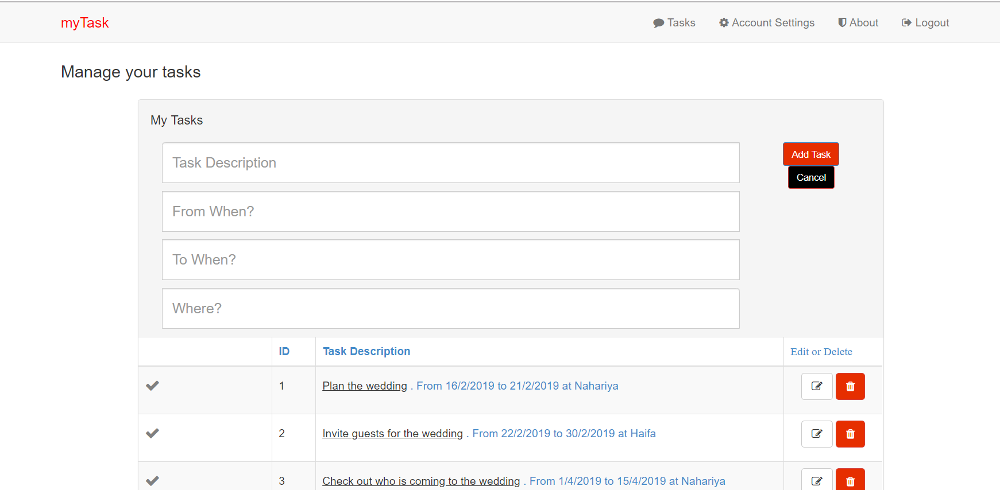 myTask
Tasks Account Settings About Logout
Manage your tasks
My Tasks
Task Description
Add Task
Cancel
From When?
To When?
Where?
ID Task Description Edit or Delete
1 Plan the wedding . From 16/2/2019 to 21/2/2019 at Nahariya
2 Invite guests for the wedding . From 22/2/2019 to 30/2/2019 at Haifa
3 Check out who is coming to the wedding . From 1/4/2019 to 15/4/2019 at Nahariya